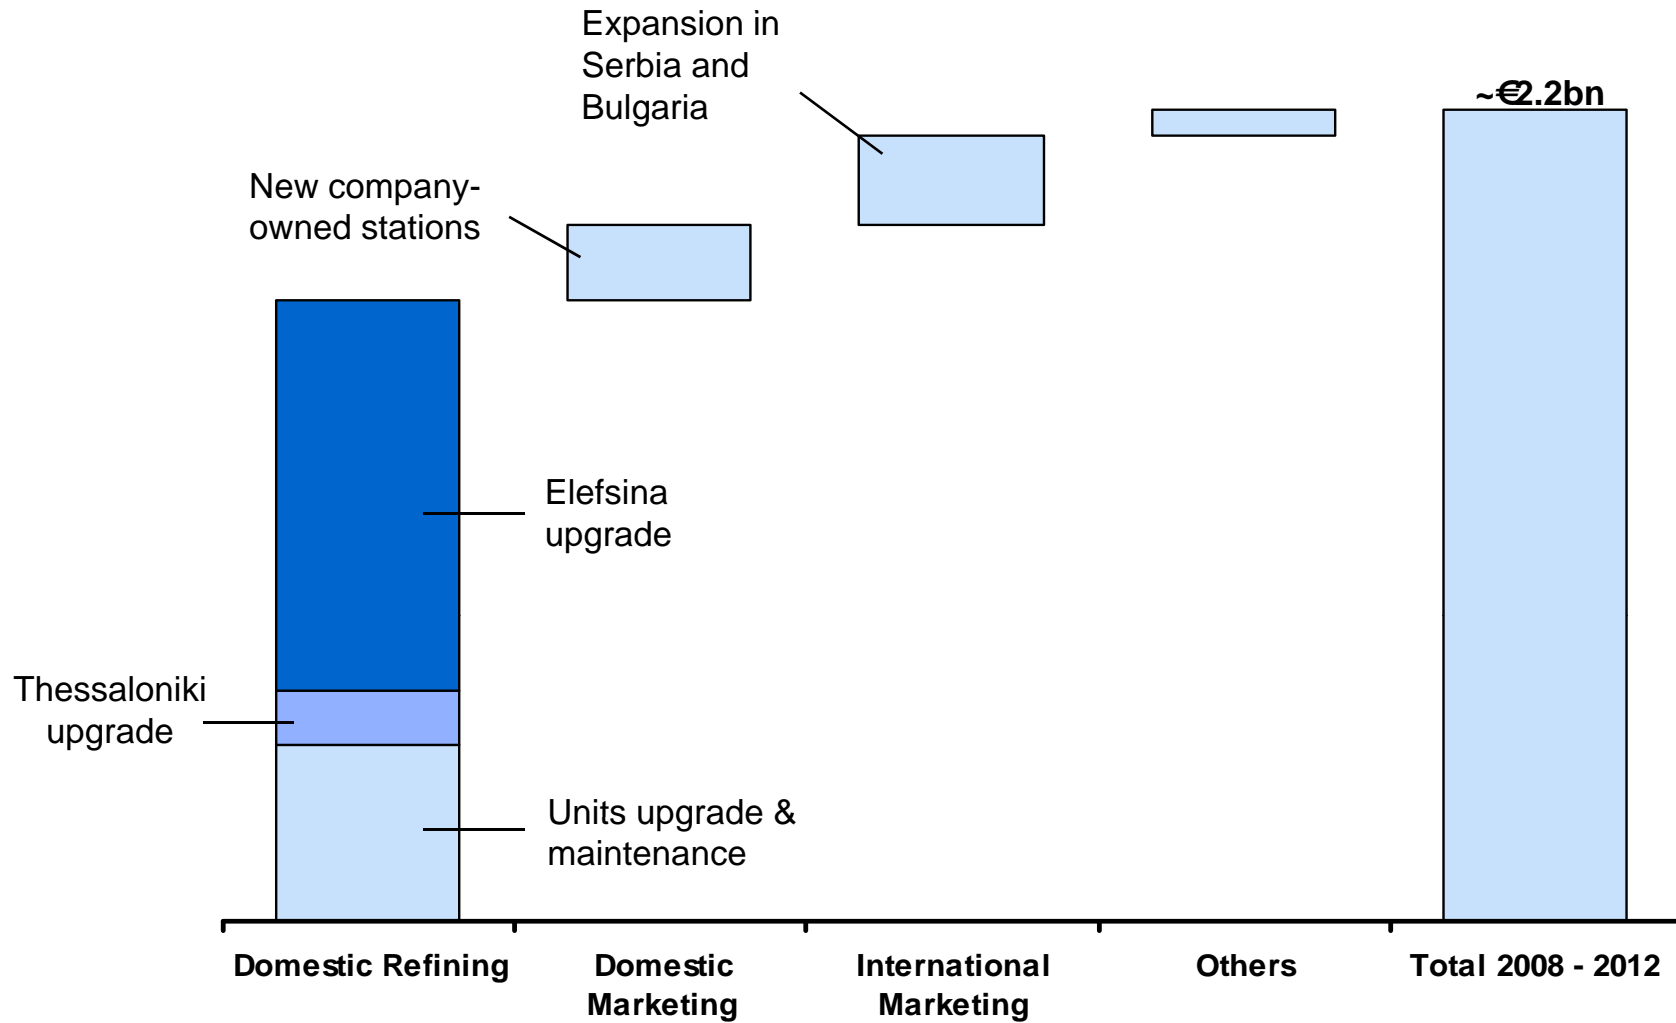 Expansion in
Serbia and
Bulgaria
~€2.2bn
New company-
owned stations
Elefsina
upgrade
Thessaloniki
upgrade
Units upgrade &
maintenance
Domestic Refining
Domestic
Marketing
International
Marketing
Others
Total 2008 - 2012